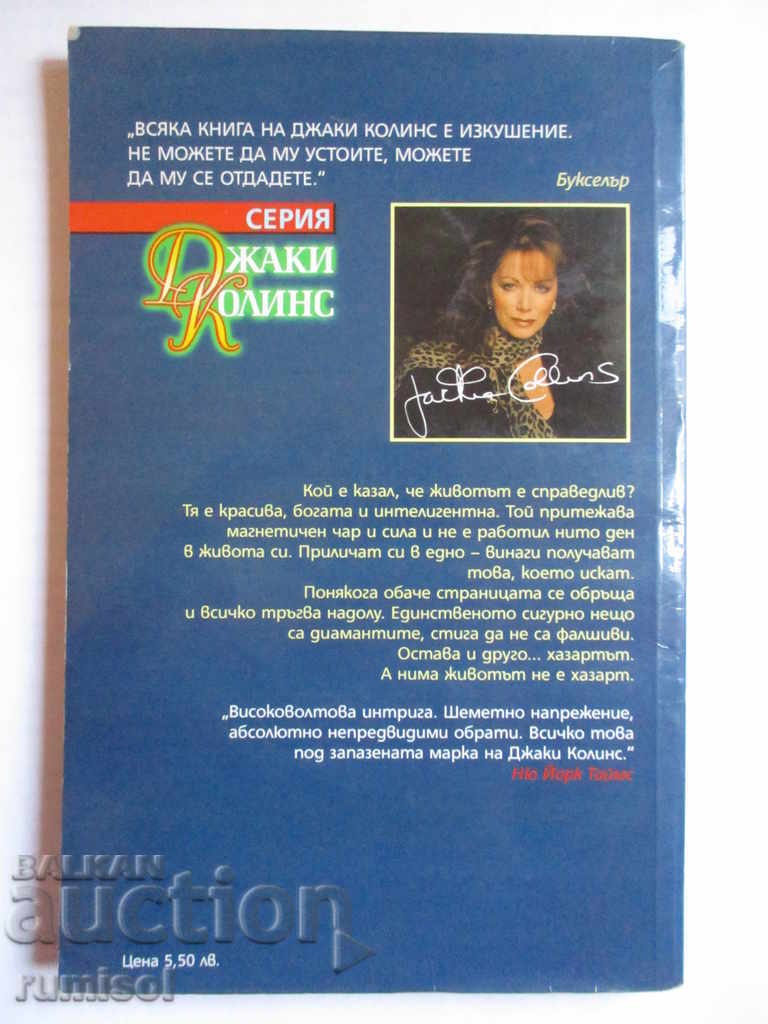 „ВСЯКА КНИГА НА ДЖАКИ КОЛИНС Е ИЗКУШЕНИЕ.
НЕ МОЖЕТЕ ДА МУ УСТОИТЕ, МОЖЕТЕ
ДА МУ СЕ ОТДАДЕТЕ.“
Букселър
СЕРИЯ
ДЖАКИ
КОЛИНС
Jackie Collins
Кой е казал, че животът е справедлив?
Тя е красива, богата и интелигентна. Той притежава
магнетичен чар и сила и не е работил нито ден
в живота си. Приличат си в едно – винаги получават
това, което искат.
Понякога обаче страницата се обръща
и всичко тръгва надолу. Единственото сигурно нещо
са диамантите, стига да не са фалшиви.
Остава и друго... хазартът.
А нима животът не е хазарт.
„Високоволтова интрига. Шеметно напрежение,
абсолютно непредвидими обрати. Всичко това
под запазената марка на Джаки Колинс.“
Ню Йорк Таймс
BALKAN
auction
Цена 5,50 лв.
rumisol